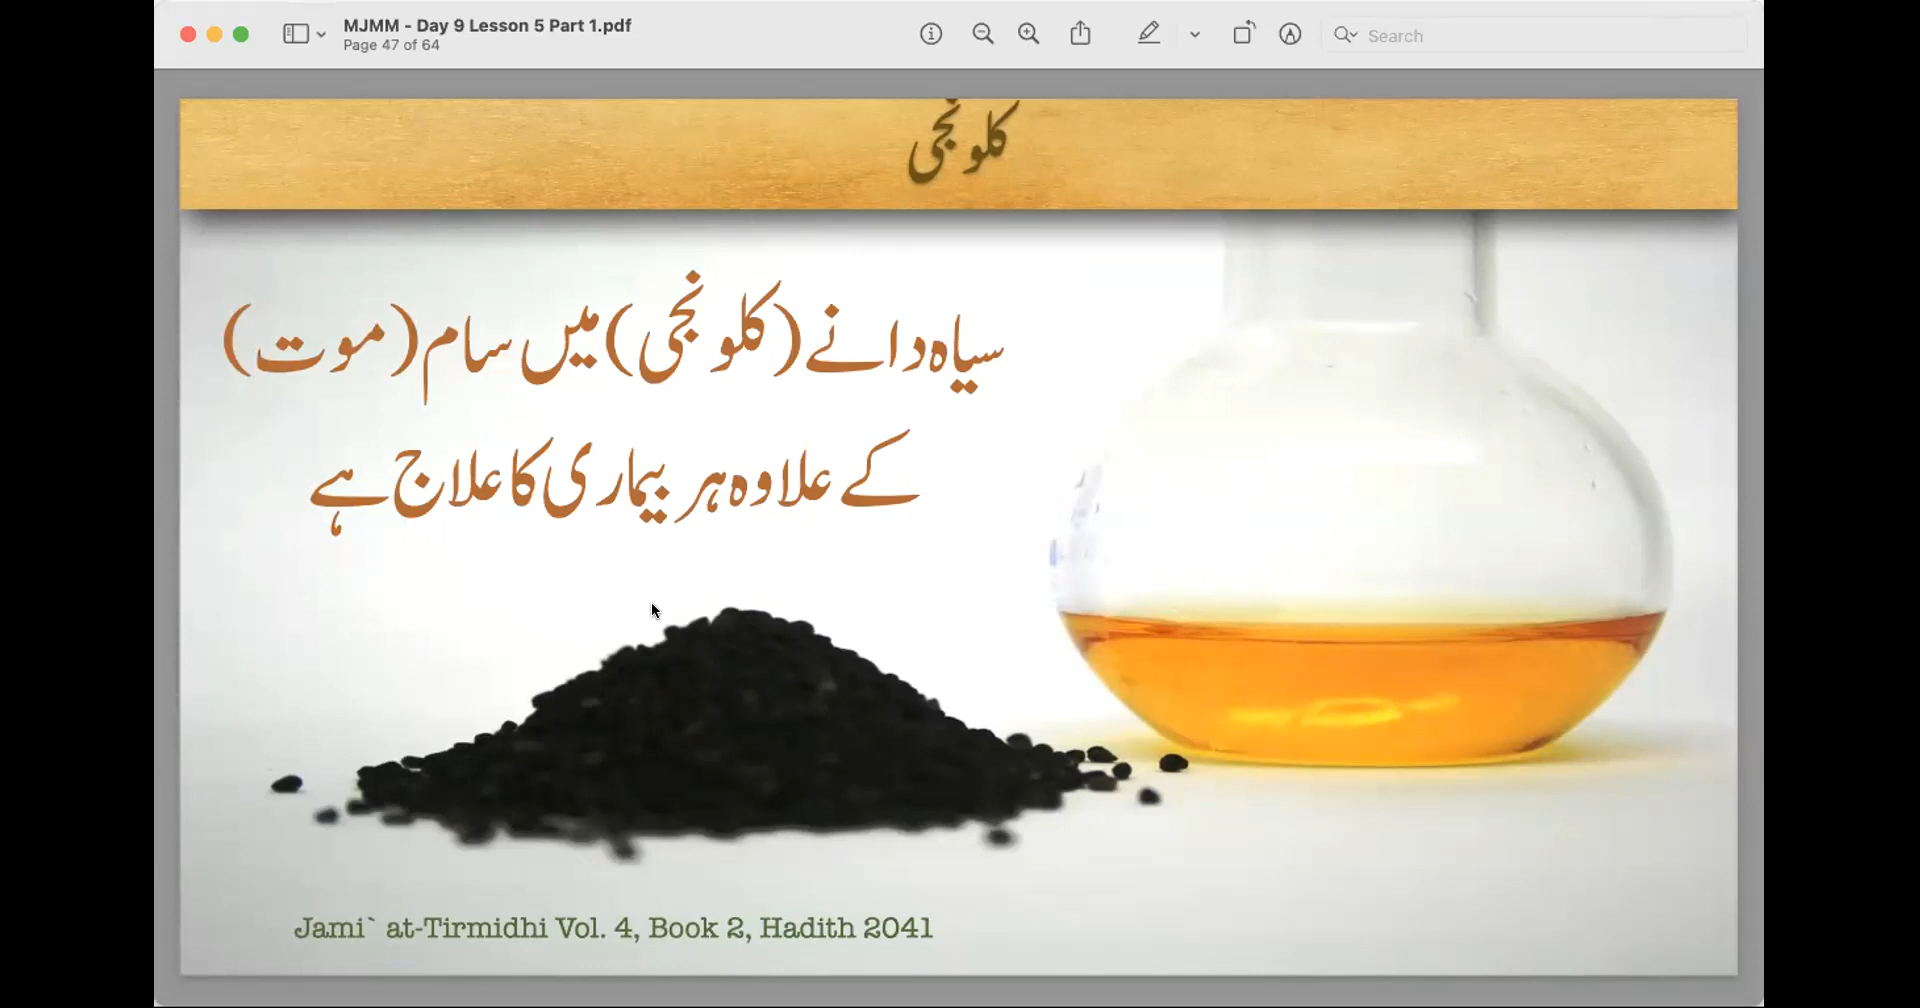 MJMM - Day 9 Lesson 5 Part 1.pdf
Page 47 of 64
Search
کلونجی
سیاہ دانے (کلونجی) میں سام (موت)
کے علاوہ ہر بیماری کا علاج ہے
Jami` at-Tirmidhi Vol. 4, Book 2, Hadith 2041